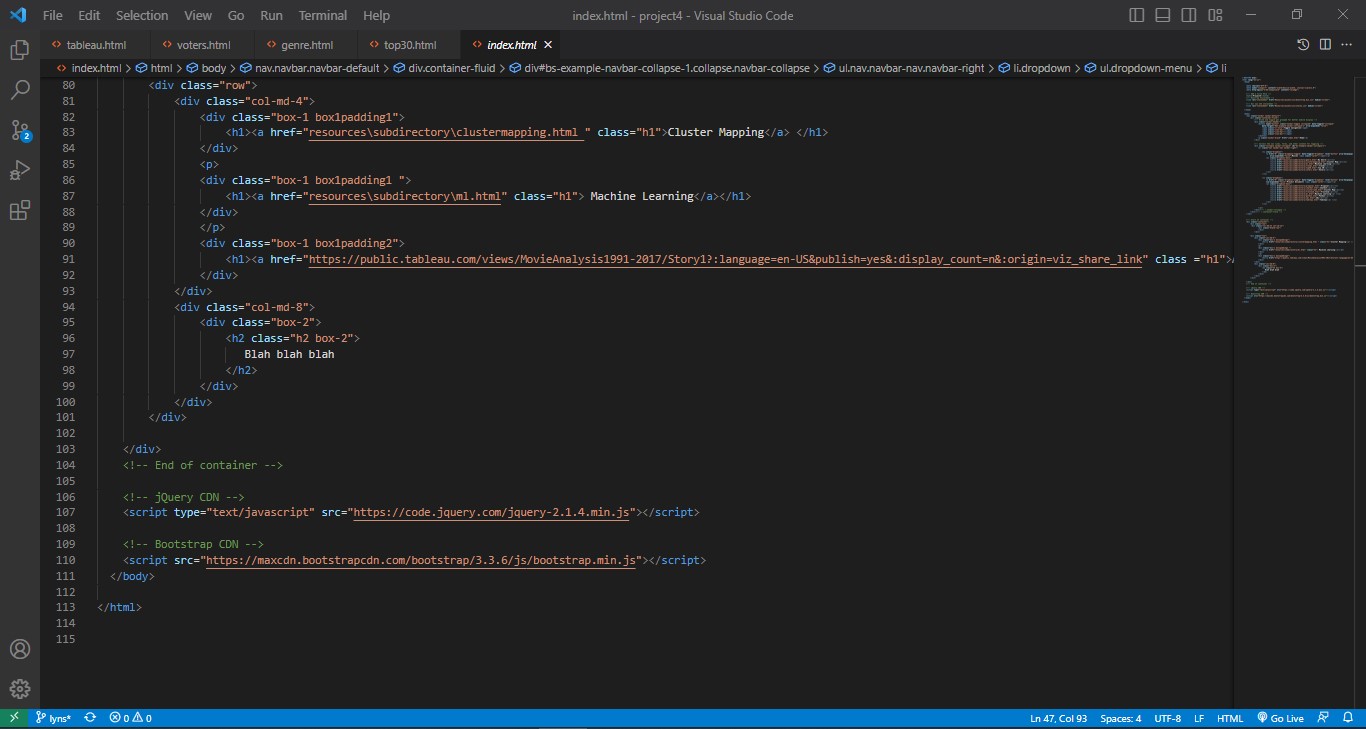 File Edit Selection View Go Run Terminal Help index.html - project4 - Visual Studio Code
tableau.html voters.html genre.html top30.html index.html
index.html > html > body > nav.navbar.navbar-default > div.container-fluid > div#bs-example-navbar-collapse-1.collapse.navbar-collapse > ul.nav.navbar-nav.navbar-right > li.dropdown > ul.dropdown-menu > li
80 <div class="row">
81 <div class="col-md-4">
82 <div class="box-1 box1padding1">
83 <h1><a href="resources\subdirectory\clustermapping.html " class="h1">Cluster Mapping</a> </h1>
84 </div>
85 <p>
86 <div class="box-1 box1padding1 ">
87 <h1><a href="resources\subdirectory\ml.html" class="h1"> Machine Learning</a></h1>
88 </div>
89 </p>
90 <div class="box-1 box1padding2">
91 <h1><a href="https://public.tableau.com/views/MovieAnalysis1991-2017/Story1?:language=en-US&publish=yes&:display_count=n&:origin=viz_share_link" class ="h1">
92 </div>
93 </div>
94 <div class="col-md-8">
95 <div class="box-2">
96 <h2 class="h2 box-2">
97 Blah blah blah
98 </h2>
99 </div>
100 </div>
101 </div>
102
103 </div>
104 <!-- End of container -->
105
106 <!-- jQuery CDN -->
107 <script type="text/javascript" src="https://code.jquery.com/jquery-2.1.4.min.js"></script>
108
109 <!-- Bootstrap CDN -->
110 <script src="https://maxcdn.bootstrapcdn.com/bootstrap/3.3.6/js/bootstrap.min.js"></script>
111 </body>
112
113 </html>
114
115
2
lyns* 0 0 Ln 47, Col 93 Spaces: 4 UTF-8 LF HTML Go Live